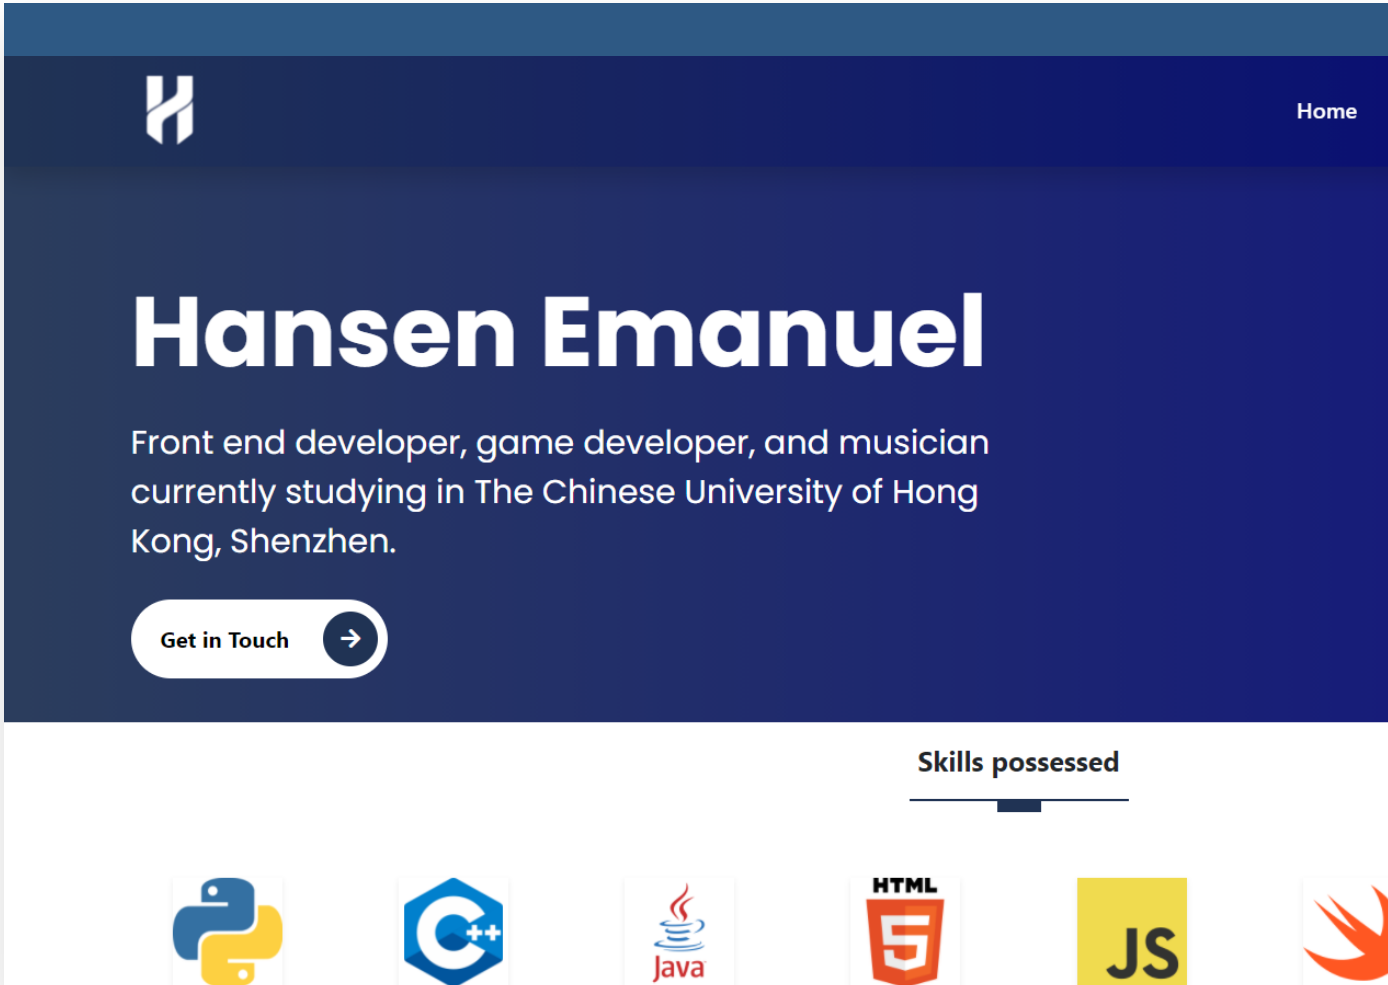 Home
Hansen Emanuel
Front end developer, game developer, and musician
currently studying in The Chinese University of Hong
Kong, Shenzhen.
Get in Touch
Skills possessed
C++
Java
HTML
5
JS